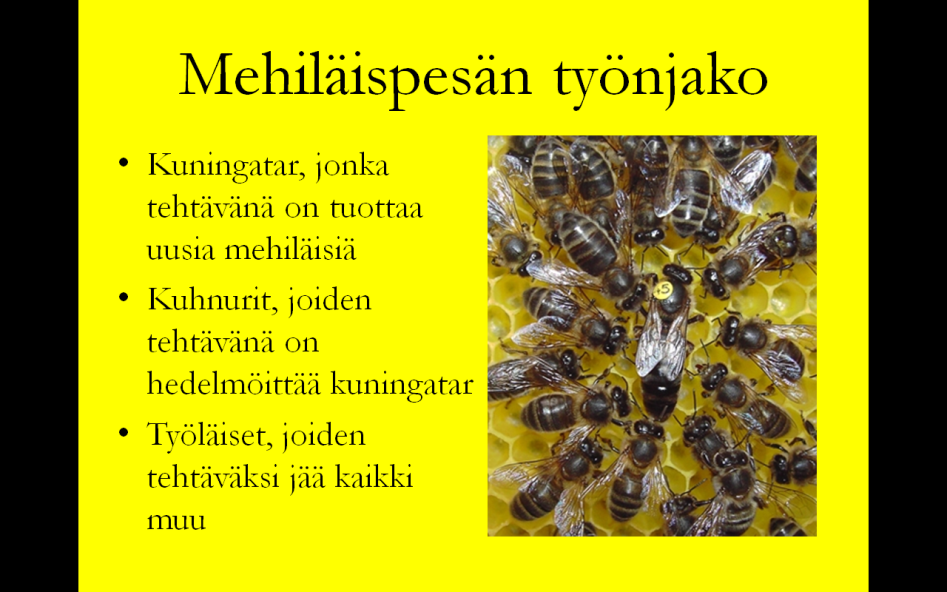 Mehiläispesän työnjako
• Kuningatar, jonka
tehtävänä on tuottaa
uusia mehiläisiä
• Kuhnurit, joiden
tehtävänä on
hedelmöittää kuningatar
• Työläiset, joiden
tehtäväksi jää kaikki
muu